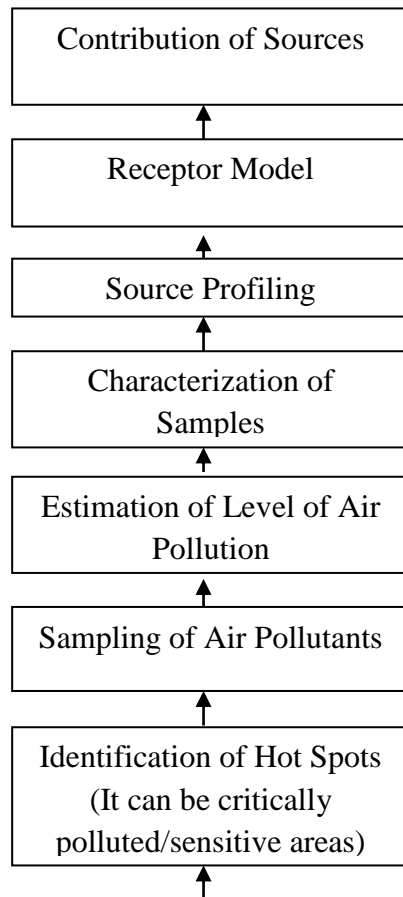 Contribution of Sources
Receptor Model
Source Profiling
Characterization of
Samples
Estimation of Level of Air
Pollution
Sampling of Air Pollutants
Identification of Hot Spots
(It can be critically
polluted/sensitive areas)